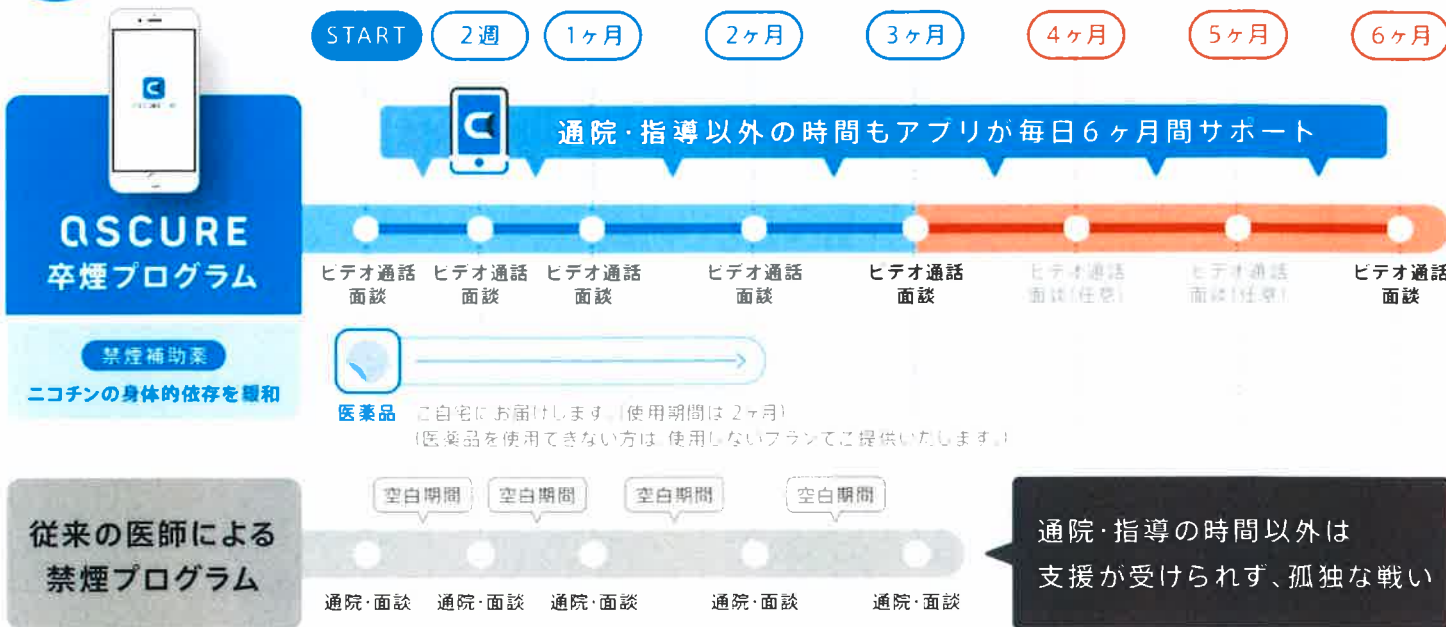 START
2週
1ヶ月
2ヶ月
3ヶ月
4ヶ月
5ヶ月
6ヶ月
通院・指導以外の時間もアプリが毎日6ヶ月間サポート
ascure
卒煙プログラム
ビデオ通話
面談
ビデオ通話
面談
ビデオ通話
面談
ビデオ通話
面談
ビデオ通話
面談
ビデオ通話
面談(任意)
ビデオ通話
面談(任意)
ビデオ通話
面談
禁煙補助薬
ニコチンの身体的依存を緩和
医薬品 ご自宅にお届けします。(使用期間は2ヶ月)
(医薬品を使用できない方は、使用しないプランでご提供いたします。)
従来の医師による
禁煙プログラム
空白期間
空白期間
空白期間
空白期間
通院・面談
通院・面談
通院・面談
通院・面談
通院・面談
通院・指導の時間以外は
支援が受けられず、孤独な戦い